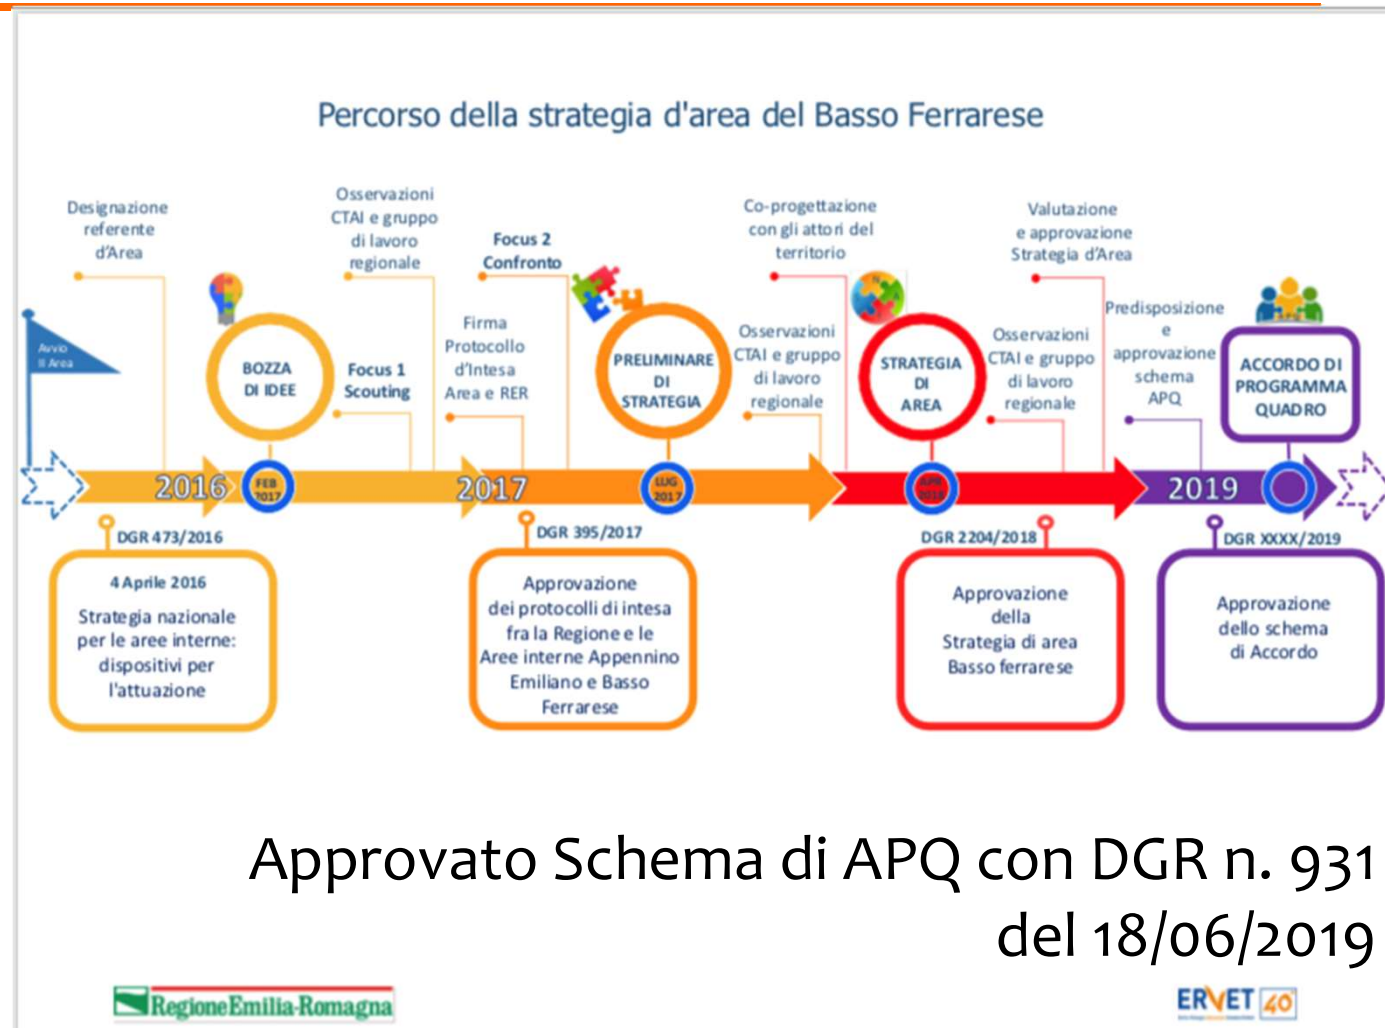 Percorso della strategia d'area del Basso Ferrarese
Designazione
referente
d'Area
Osservazioni
CTAI e gruppo
di lavoro
regionale
Focus 2
Confronto
Co-progettazione
con gli attori del
territorio
Valutazione
e approvazione
Strategia d'Area
Avvio
II Area
BOZZA
DI IDEE
Focus 1
Scouting
Firma
Protocollo
d'Intesa
Area e RER
PRELIMINARE
DI
STRATEGIA
Osservazioni
CTAI e gruppo
di lavoro
regionale
STRATEGIA
DI
AREA
Osservazioni
CTAI e gruppo
di lavoro
regionale
Predisposizione
e
approvazione
schema
APQ
ACCORDO DI
PROGRAMMA
QUADRO
2016
FEB
2017
2017
LUG
2017
APR
2018
2019
DGR 473/2016
4 Aprile 2016
Strategia nazionale
per le aree interne:
dispositivi per
l'attuazione
DGR 395/2017
Approvazione
dei protocolli di intesa
fra la Regione e le
Aree interne Appennino
Emiliano e Basso
Ferrarese
DGR 2204/2018
Approvazione
della
Strategia di area
Basso ferrarese
DGR XXXX/2019
Approvazione
dello schema
di Accordo
Approvato Schema di APQ con DGR n. 931
del 18/06/2019
RegioneEmilia-Romagna
ERVET 40